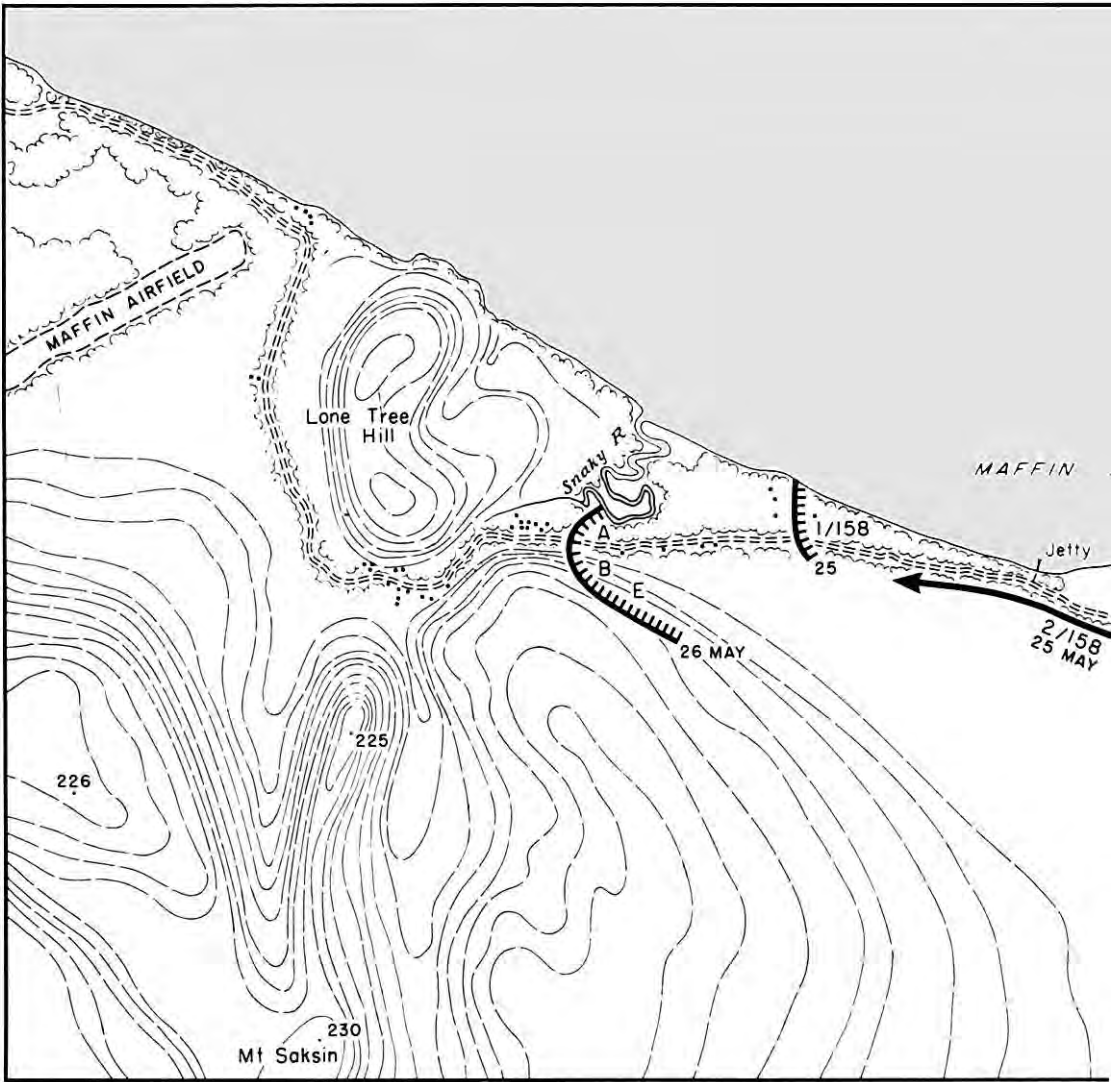 MAFFIN AIRFIELD
Lone Tree
Hill
Snaky R
MAFFIN
A
1/158
Jetty
B
25
E
2/158
25 MAY
26 MAY
225
226
230
Mt Saksin